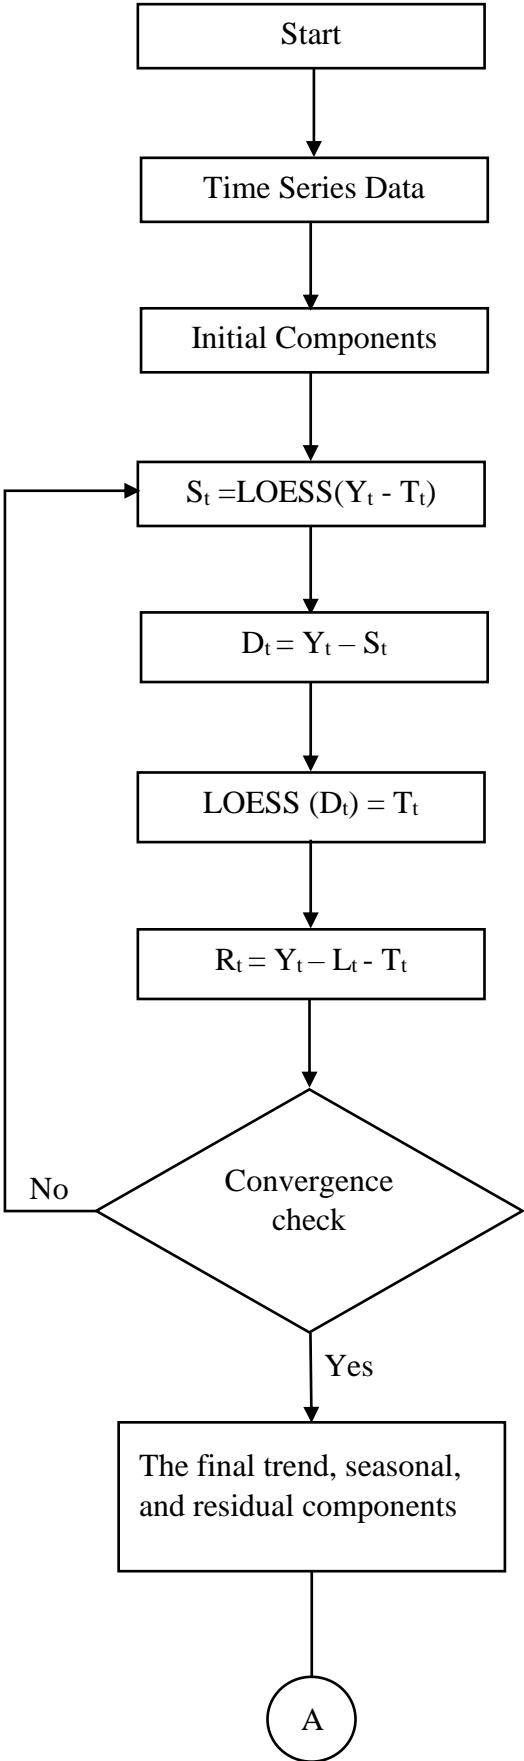 Start
Time Series Data
Initial Components
Sₜ =LOESS(Yₜ - Tₜ)
Dₜ = Yₜ – Sₜ
LOESS (Dₜ) = Tₜ
Rₜ = Yₜ – Lₜ - Tₜ
Convergence
check
No
Yes
The final trend, seasonal,
and residual components
A